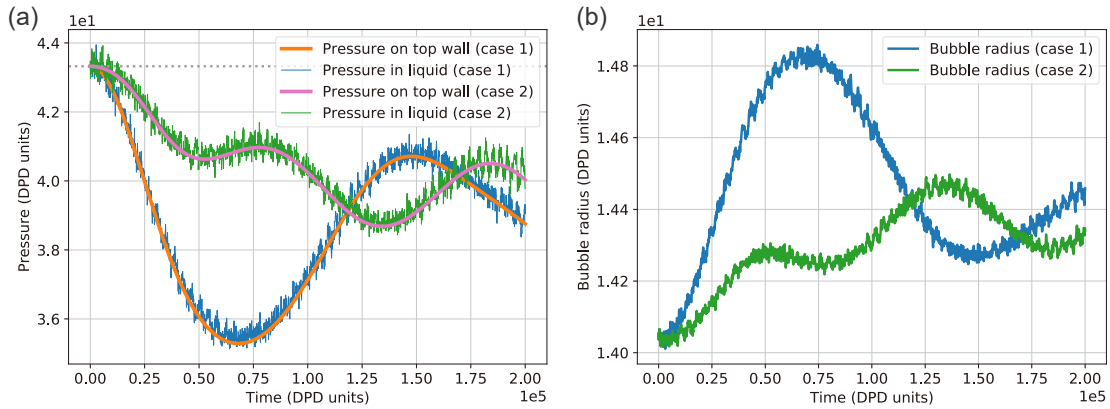 (a)
1e1
4.4
4.2
4.0
3.8
3.6
Pressure (DPD units)
Pressure on top wall (case 1)
Pressure in liquid (case 1)
Pressure on top wall (case 2)
Pressure in liquid (case 2)
0.00 0.25 0.50 0.75 1.00 1.25 1.50 1.75 2.00
Time (DPD units)
1e5
(b)
1e1
1.48
1.46
1.44
1.42
1.40
Bubble radius (DPD units)
Bubble radius (case 1)
Bubble radius (case 2)
0.00 0.25 0.50 0.75 1.00 1.25 1.50 1.75 2.00
Time (DPD units)
1e5